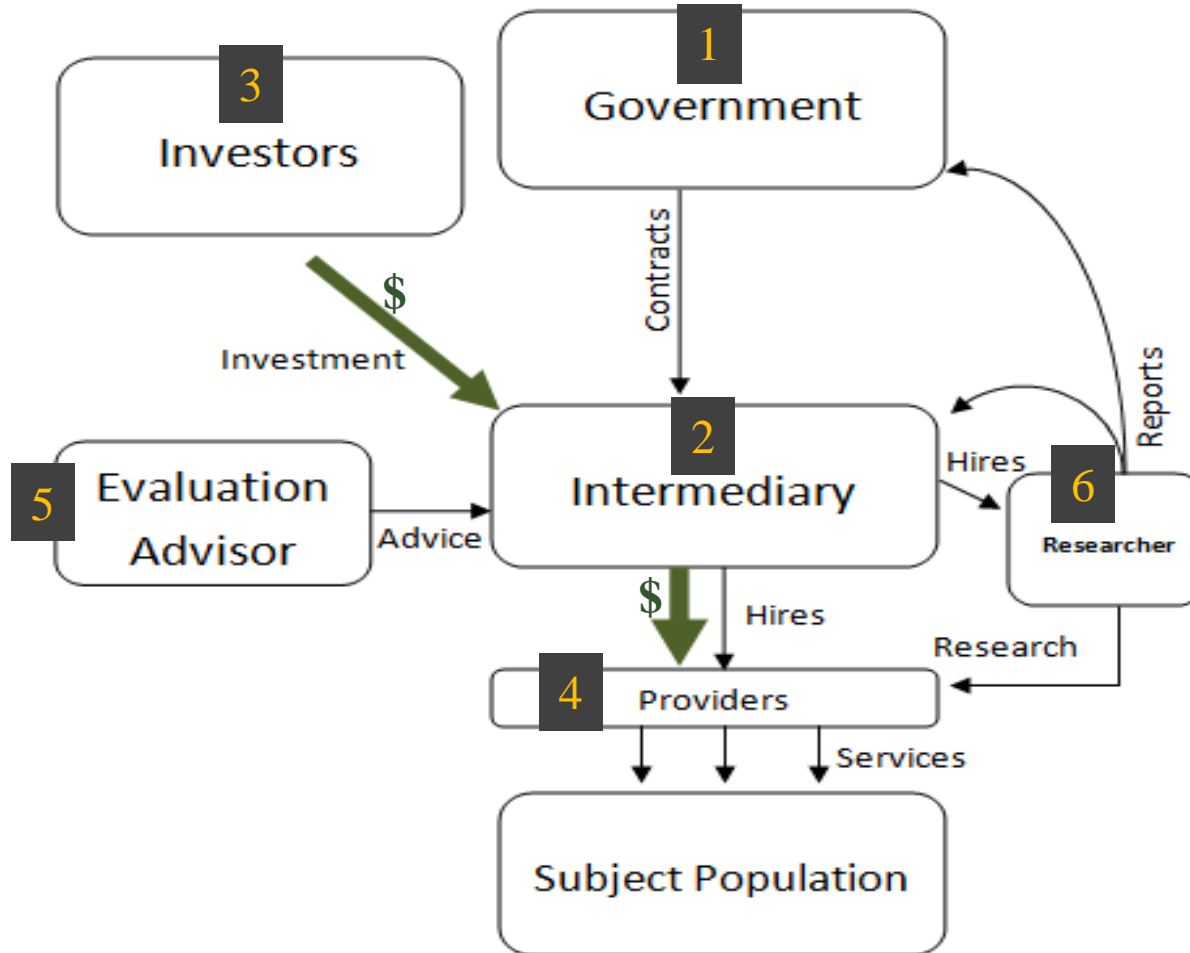 1
Government
3
Investors
Contracts
$
Investment
Reports
2
Intermediary
Hires
6
Researcher
5
Evaluation
Advisor
Advice
$
Hires
Research
4
Providers
Services
Subject Population